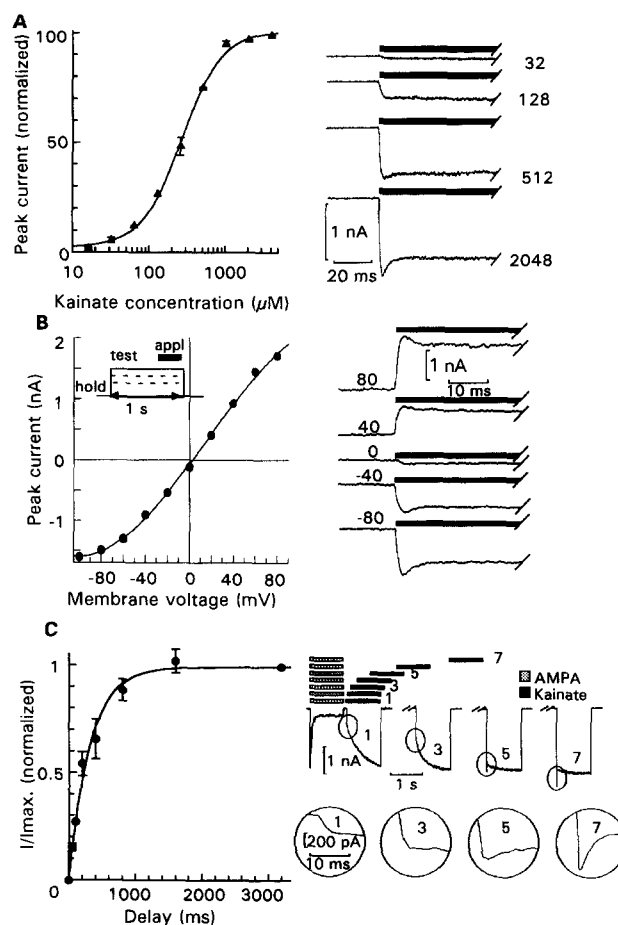 A
100
50
0
Peak current (normalized)
10
100
1000
Kainate concentration (µM)
32
128
512
2048
1 nA
20 ms
B
2
1
0
-1
Peak current (nA)
test
appl
hold
1 s
-80
-40
0
40
80
Membrane voltage (mV)
80
40
0
-40
-80
1 nA
10 ms
C
1
0.5
0
I/Imax. (normalized)
0
1000
2000
3000
Delay (ms)
7
5
3
1
AMPA
Kainate
1
3
5
7
1 nA
1 s
1
3
5
7
200 pA
10 ms